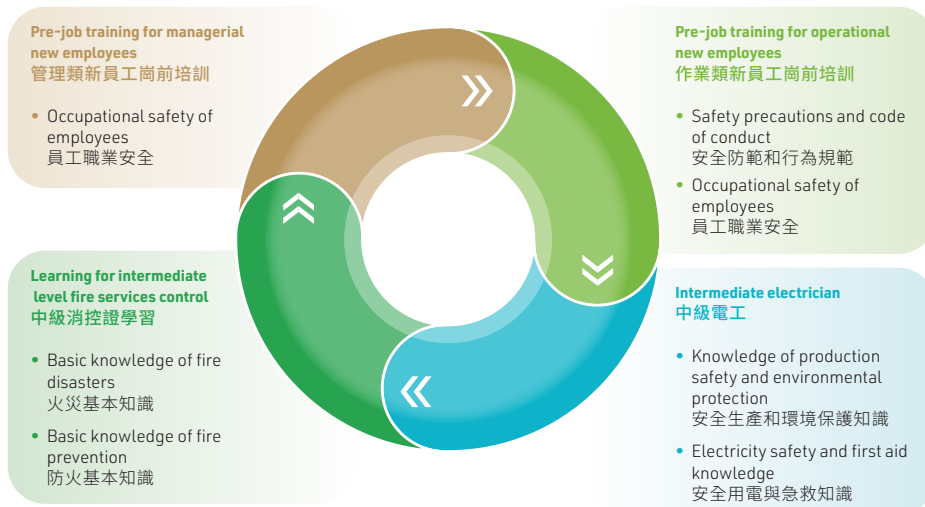 Pre-job training for managerial
new employees
管理類新員工崗前培訓
• Occupational safety of
employees
員工職業安全
Pre-job training for operational
new employees
作業類新員工崗前培訓
• Safety precautions and code
of conduct
安全防範和行為規範
• Occupational safety of
employees
員工職業安全
Learning for intermediate
level fire services control
中級消控證學習
• Basic knowledge of fire
disasters
火災基本知識
• Basic knowledge of fire
prevention
防火基本知識
Intermediate electrician
中級電工
• Knowledge of production
safety and environmental
protection
安全生產和環境保護知識
• Electricity safety and first aid
knowledge
安全用電與急救知識